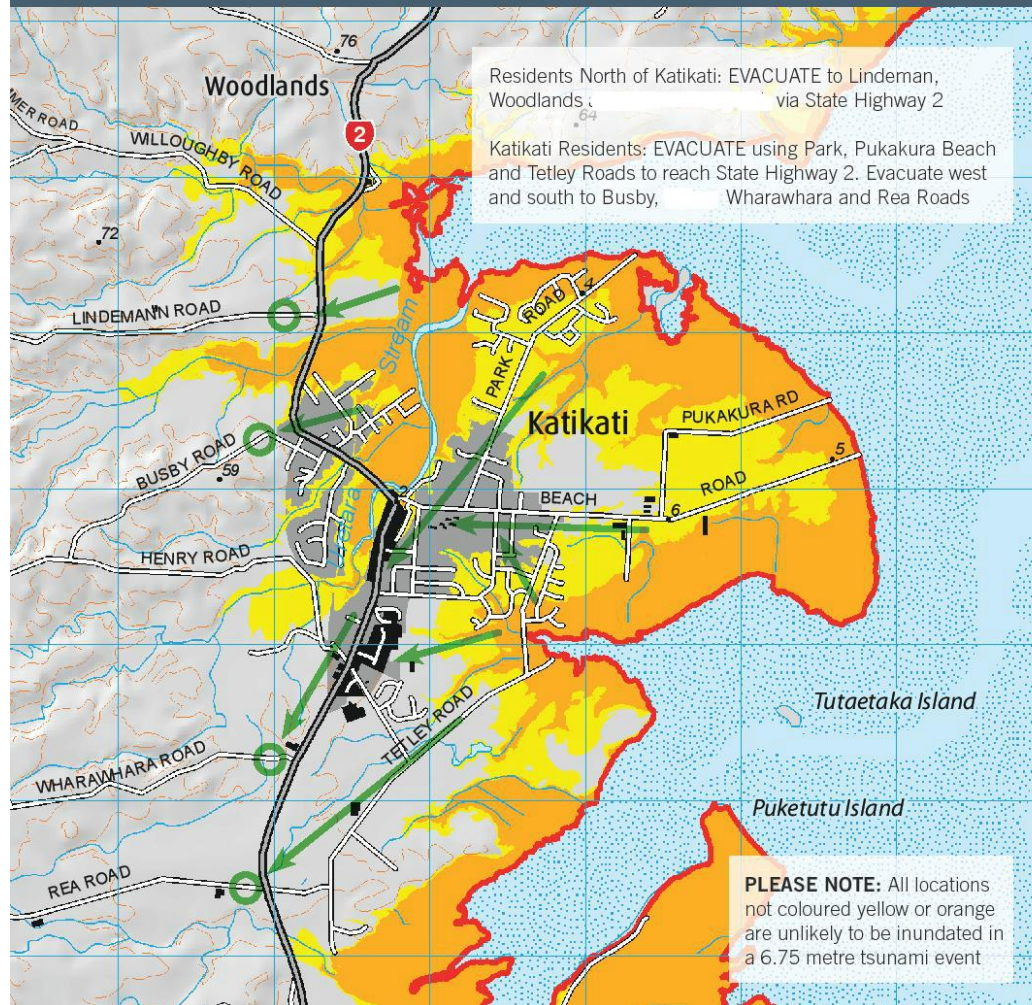 76
Woodlands
Residents North of Katikati: EVACUATE to Lindeman,
Woodlands via State Highway 2
64
Katikati Residents: EVACUATE using Park, Pukakura Beach
and Tetley Roads to reach State Highway 2. Evacuate west
and south to Busby, Wharawhara and Rea Roads
MER ROAD
WILLOUGHBY ROAD
2
72
LINDEMANN ROAD
Stream
PARK ROAD
4
Katikati
PUKAKURA RD
BUSBY ROAD
59
BEACH ROAD
5
6
HENRY ROAD
TETLEY ROAD
Tutaetaka Island
WHARAWHARA ROAD
Puketutu Island
REA ROAD
PLEASE NOTE: All locations
not coloured yellow or orange
are unlikely to be inundated in
a 6.75 metre tsunami event